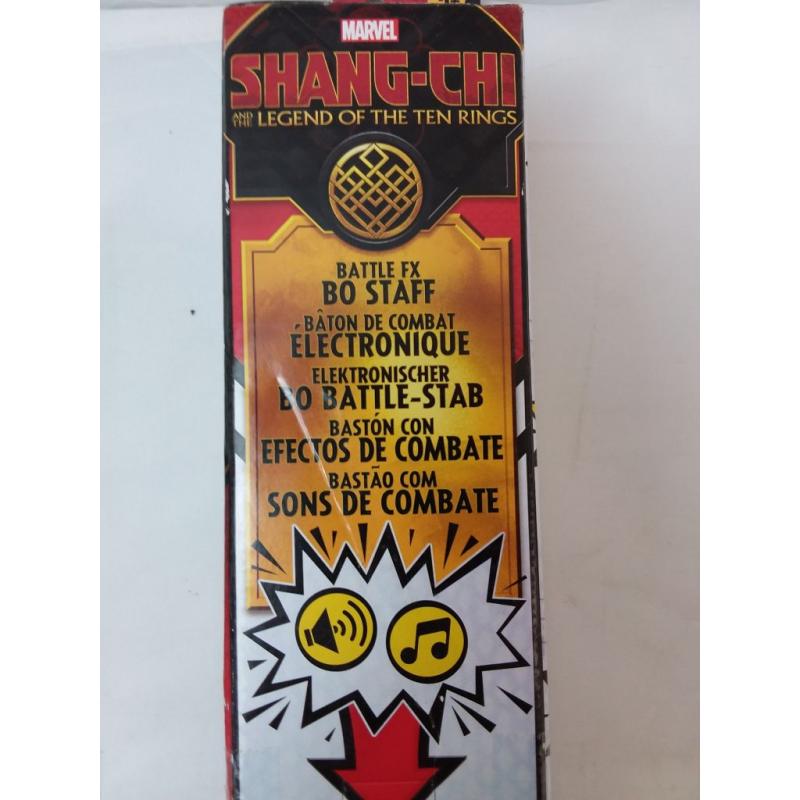 MARVEL
SHANG-CHI
AND THE LEGEND OF THE TEN RINGS
BATTLE FX
BO STAFF
BÂTON DE COMBAT
ÉLECTRONIQUE
ELEKTRONISCHER
BO BATTLE-STAB
BASTÓN CON
EFECTOS DE COMBATE
BASTÃO COM
SONS DE COMBATE